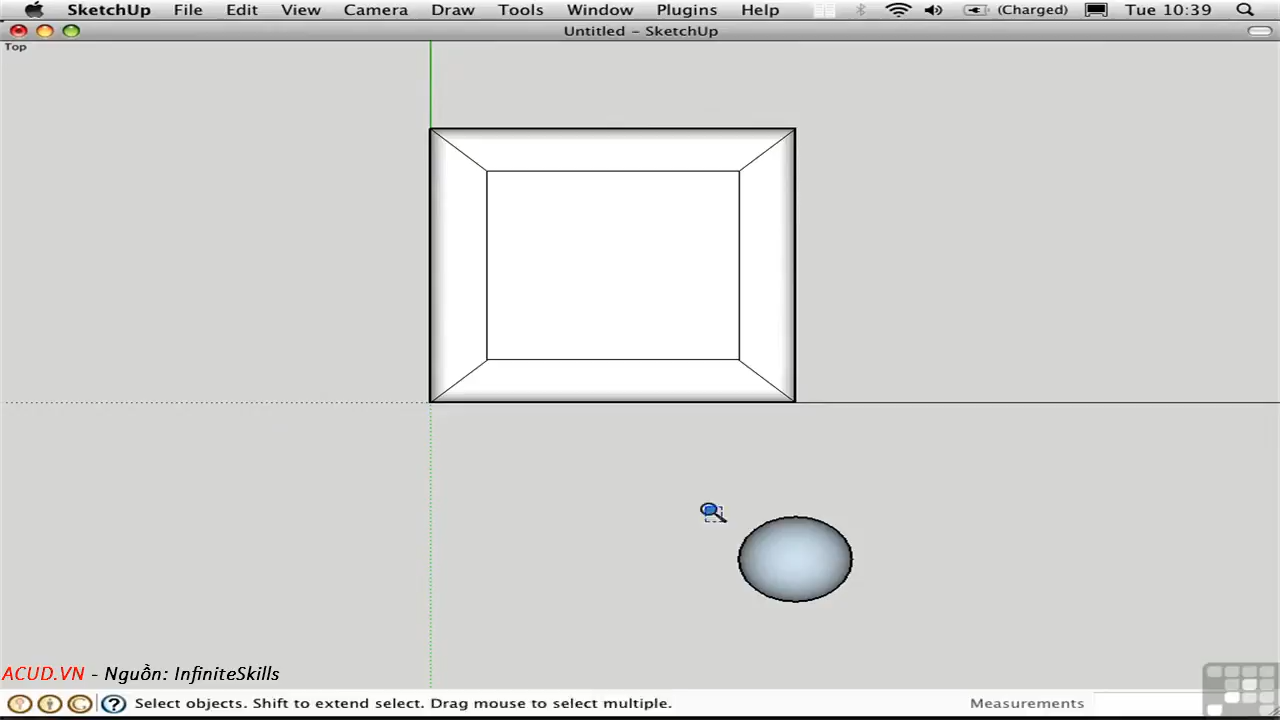 SketchUp File Edit View Camera Draw Tools Window Plugins Help (Charged) Tue 10:39
Untitled – SketchUp
Top
ACUD.VN - Nguồn: InfiniteSkills
Select objects. Shift to extend select. Drag mouse to select multiple. Measurements